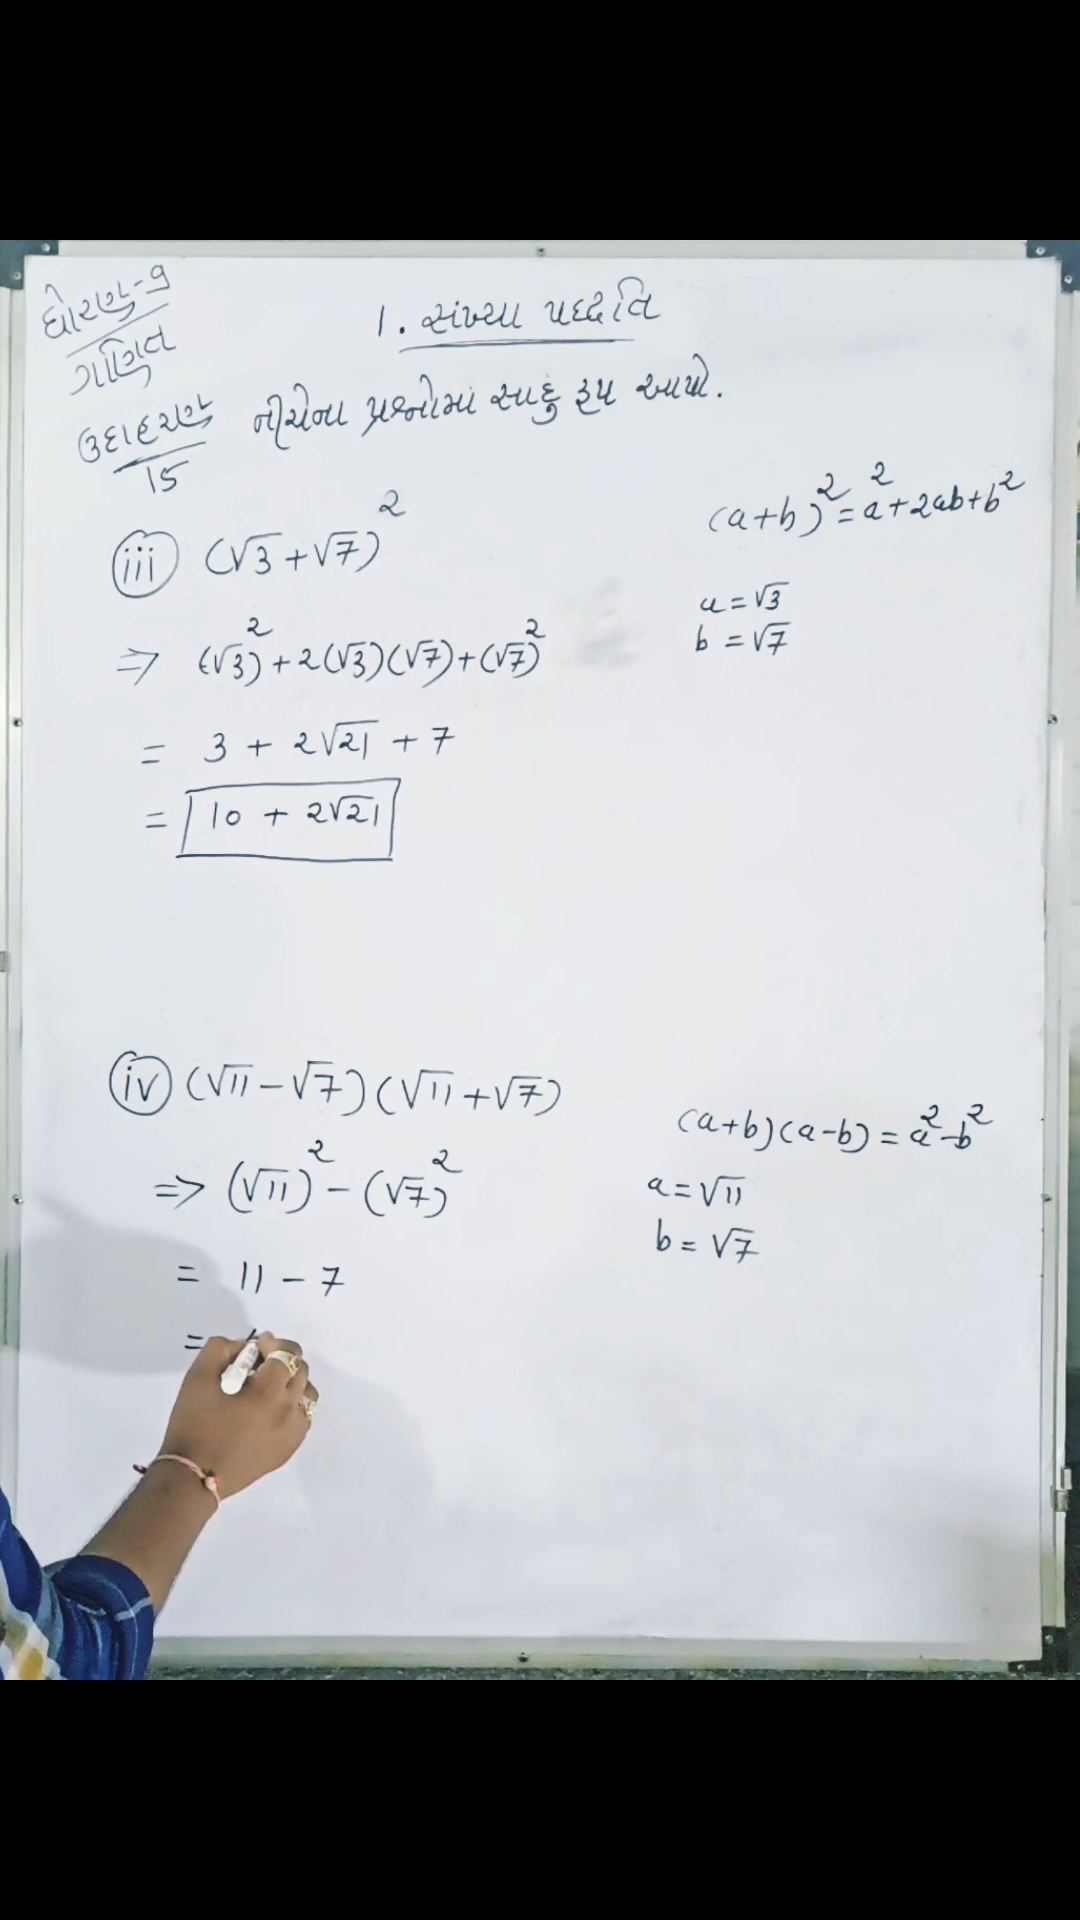 ધોરણ-9
ગણિત
1. સંખ્યા પદ્ધતિ
ઉદાહરણ 15 નીચેના પ્રશ્નોમાં સાદું રૂપ આપો.
iii (√3+√7)²
(a+b)² = a²+2ab+b²
a = √3
b = √7
⇒ (√3)²+2(√3)(√7)+(√7)²
= 3 + 2√21 + 7
= 10 + 2√21
iv (√11-√7)(√11+√7)
(a+b)(a-b) = a²-b²
a = √11
b = √7
⇒ (√11)² - (√7)²
= 11 - 7
=